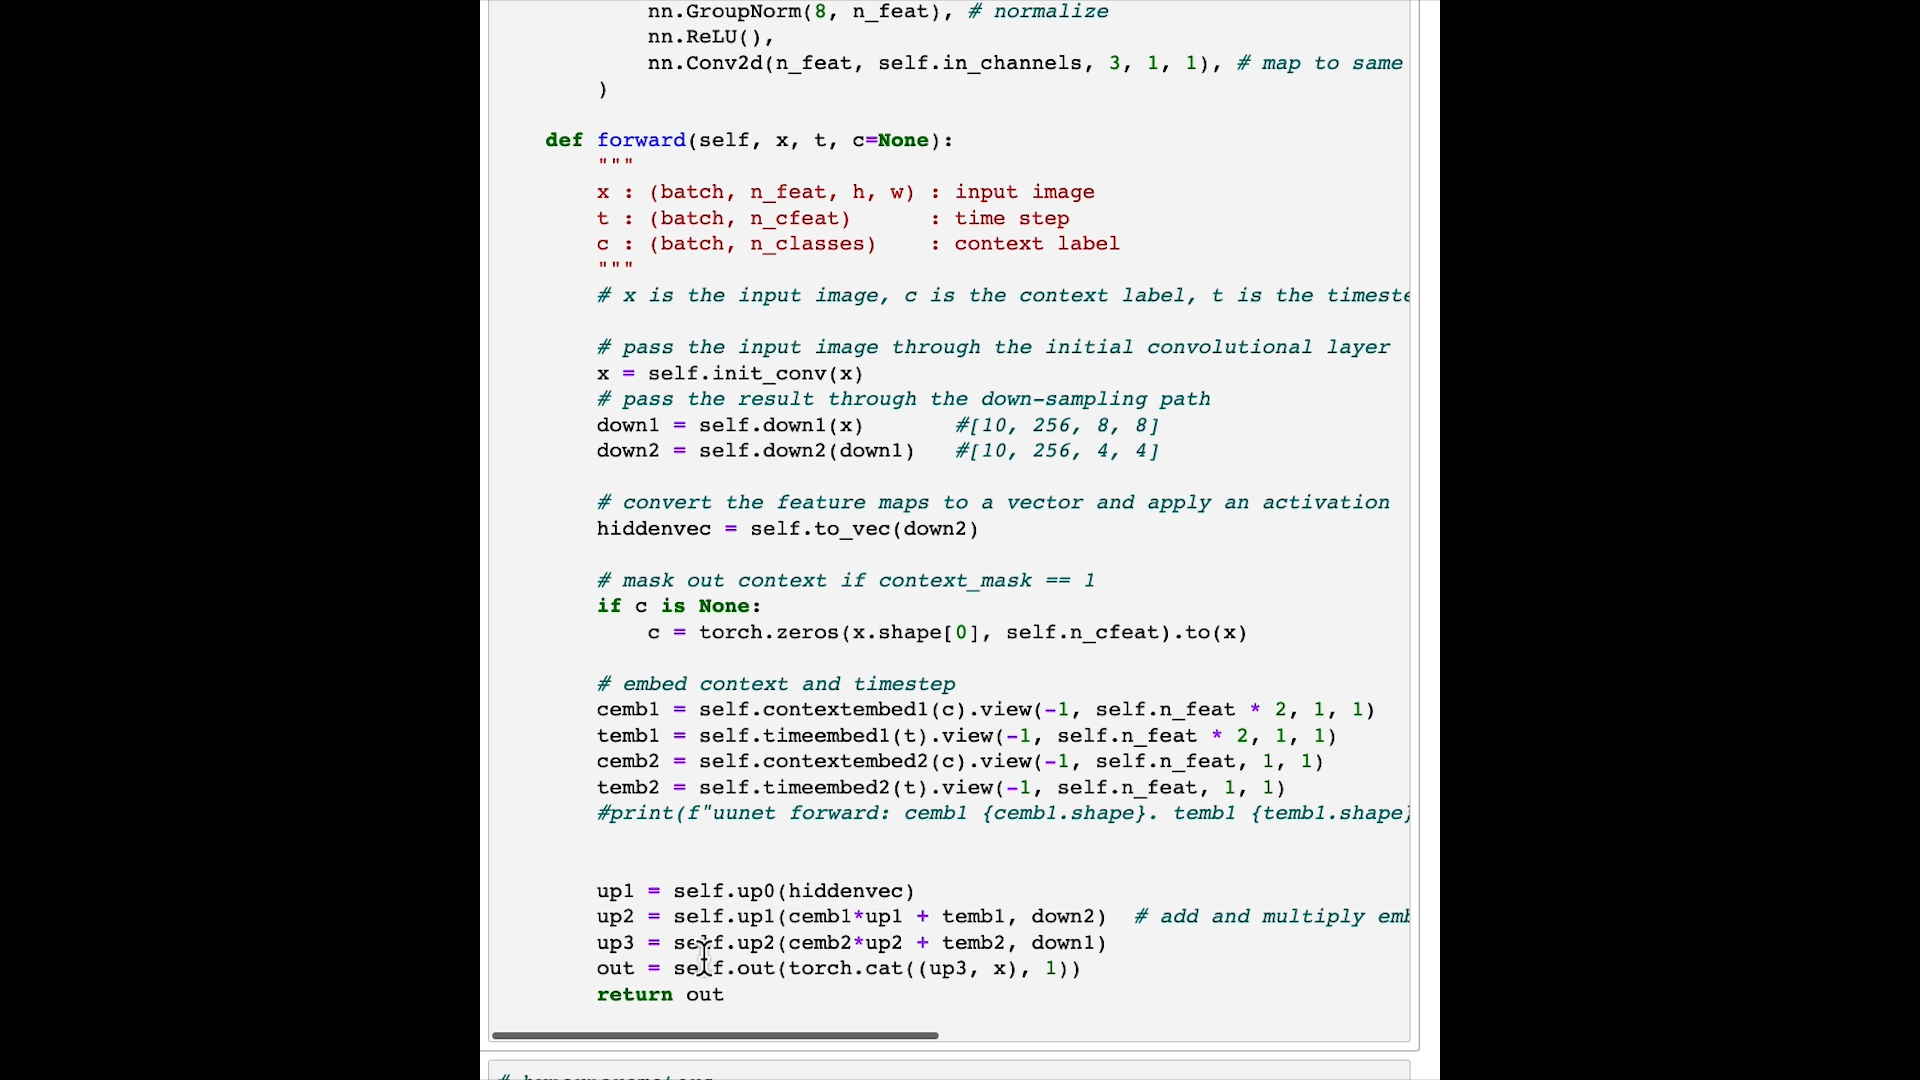 nn.GroupNorm(8, n_feat), # normalize
nn.ReLU(),
nn.Conv2d(n_feat, self.in_channels, 3, 1, 1), # map to same
)
def forward(self, x, t, c=None):
"""
x : (batch, n_feat, h, w) : input image
t : (batch, n_cfeat)      : time step
c : (batch, n_classes)    : context label
"""
# x is the input image, c is the context label, t is the timeste
# pass the input image through the initial convolutional layer
x = self.init_conv(x)
# pass the result through the down-sampling path
down1 = self.down1(x)       #[10, 256, 8, 8]
down2 = self.down2(down1)   #[10, 256, 4, 4]
# convert the feature maps to a vector and apply an activation
hiddenvec = self.to_vec(down2)
# mask out context if context_mask == 1
if c is None:
c = torch.zeros(x.shape[0], self.n_cfeat).to(x)
# embed context and timestep
cemb1 = self.contextembed1(c).view(-1, self.n_feat * 2, 1, 1)
temb1 = self.timeembed1(t).view(-1, self.n_feat * 2, 1, 1)
cemb2 = self.contextembed2(c).view(-1, self.n_feat, 1, 1)
temb2 = self.timeembed2(t).view(-1, self.n_feat, 1, 1)
#print(f"uunet forward: cemb1 {cemb1.shape}. temb1 {temb1.shape}
up1 = self.up0(hiddenvec)
up2 = self.up1(cemb1*up1 + temb1, down2)  # add and multiply emb
up3 = self.up2(cemb2*up2 + temb2, down1)
out = self.out(torch.cat((up3, x), 1))
return out